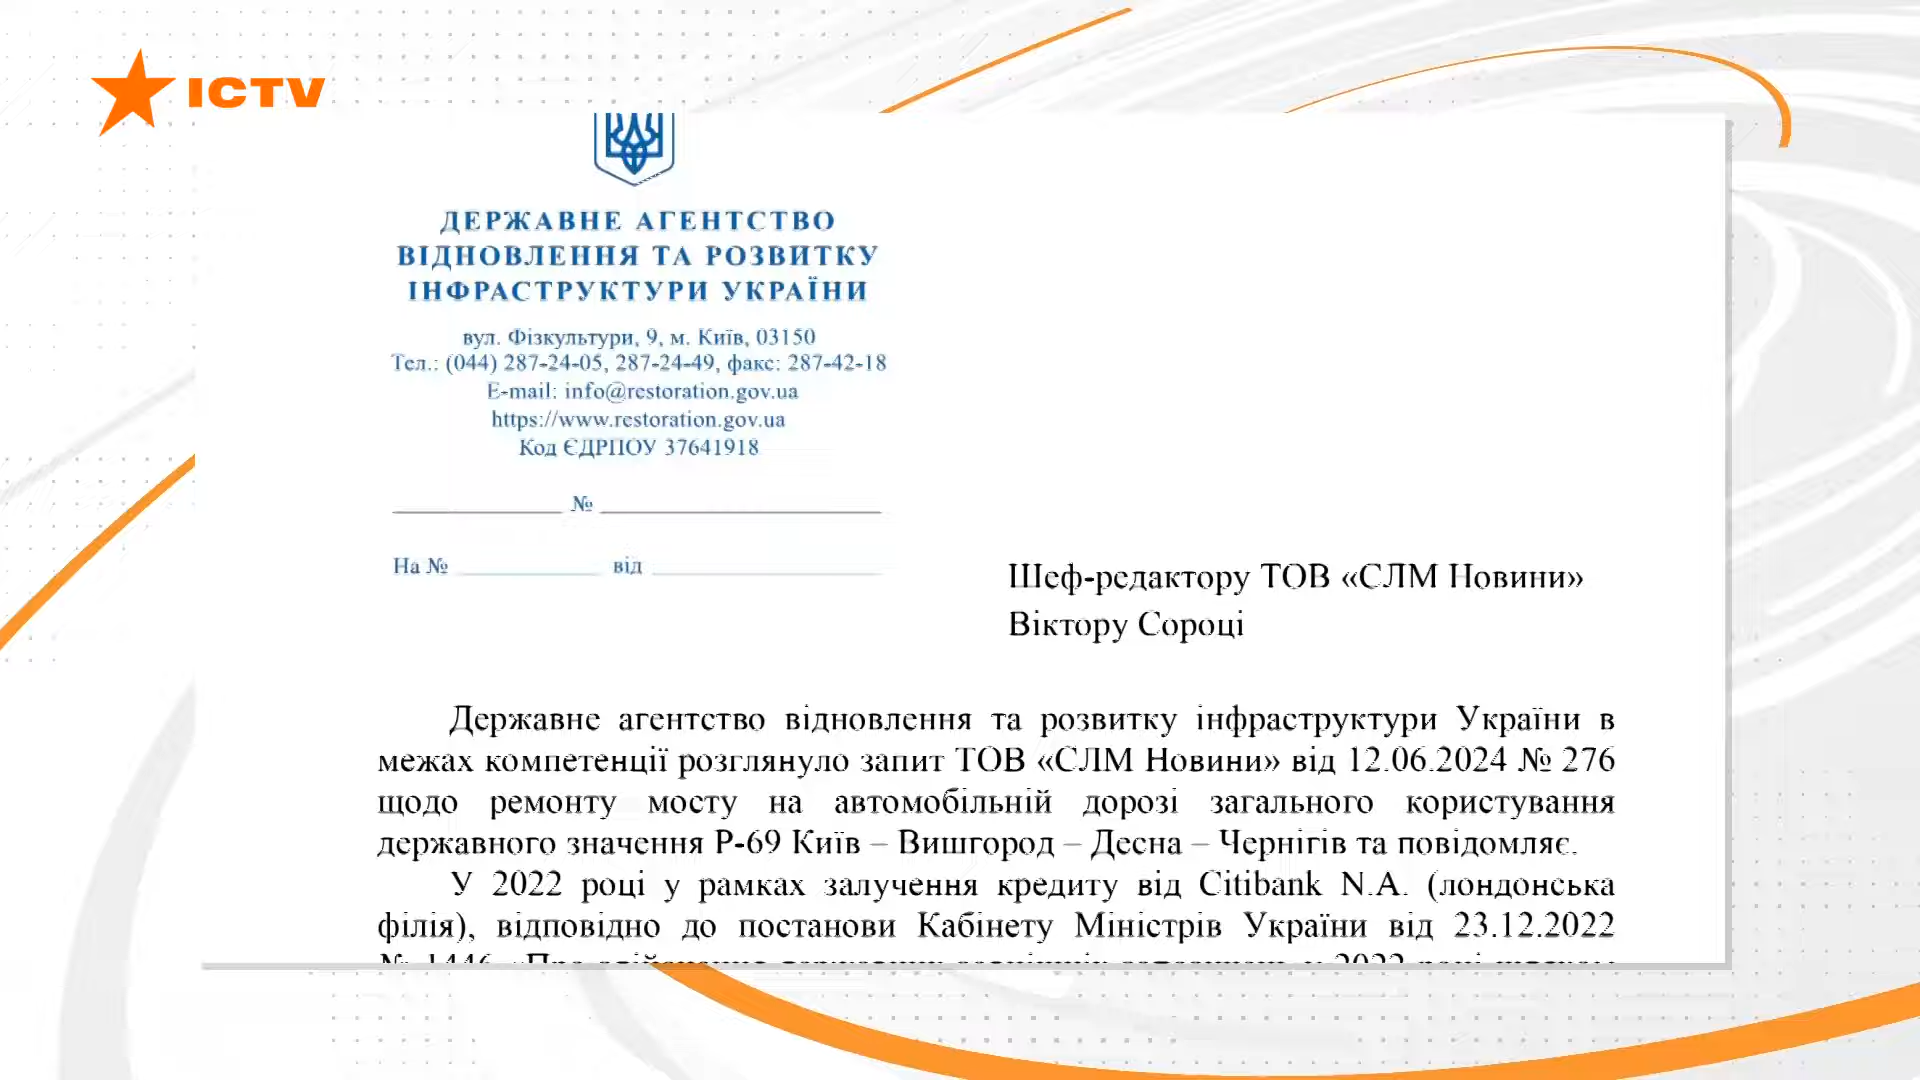 ICTV
ДЕРЖАВНЕ АГЕНТСТВО
ВІДНОВЛЕННЯ ТА РОЗВИТКУ
ІНФРАСТРУКТУРИ УКРАЇНИ
вул. Фізкультури, 9, м. Київ, 03150
Тел.: (044) 287-24-05, 287-24-49, факс: 287-42-18
E-mail: info@restoration.gov.ua
https://www.restoration.gov.ua
Код ЄДРПОУ 37641918
№
На № від
Шеф-редактору ТОВ «СЛМ Новини»
Віктору Сороці
Державне агентство відновлення та розвитку інфраструктури України в
межах компетенції розглянуло запит ТОВ «СЛМ Новини» від 12.06.2024 № 276
щодо ремонту мосту на автомобільній дорозі загального користування
державного значення Р-69 Київ – Вишгород – Десна – Чернігів та повідомляє.
У 2022 році у рамках залучення кредиту від Citibank N.A. (лондонська
філія), відповідно до постанови Кабінету Міністрів України від 23.12.2022
№ 1446 «Про